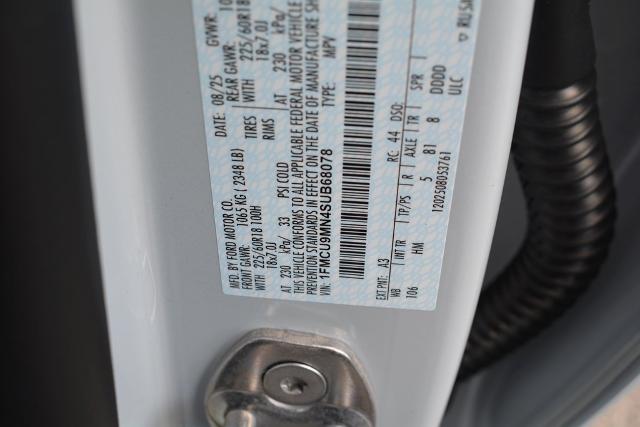 MFD. BY FORD MOTOR CO.
DATE: 08/25 GVWR:
FRONT GAWR: 1065 KG ( 2348 LB) REAR GAWR:
WITH 225/60R18 100H TIRES WITH 225/60R18
18x7.0J RIMS 18x7.0J
AT 230 kPa/ 33 PSI COLD AT 230 kPa/
THIS VEHICLE CONFORMS TO ALL APPLICABLE FEDERAL MOTOR VEHICLE
PREVENTION STANDARDS IN EFFECT ON THE DATE OF MANUFACTURE
VIN: 1FMCU9MN4SUB68078 TYPE: MPV
EXT PNT: A3 RC: 44 DSO:
WB INT TR TP/PS R AXLE TR SPR
106 HM 5 81 8 DDDD
120250BD53761 ULC